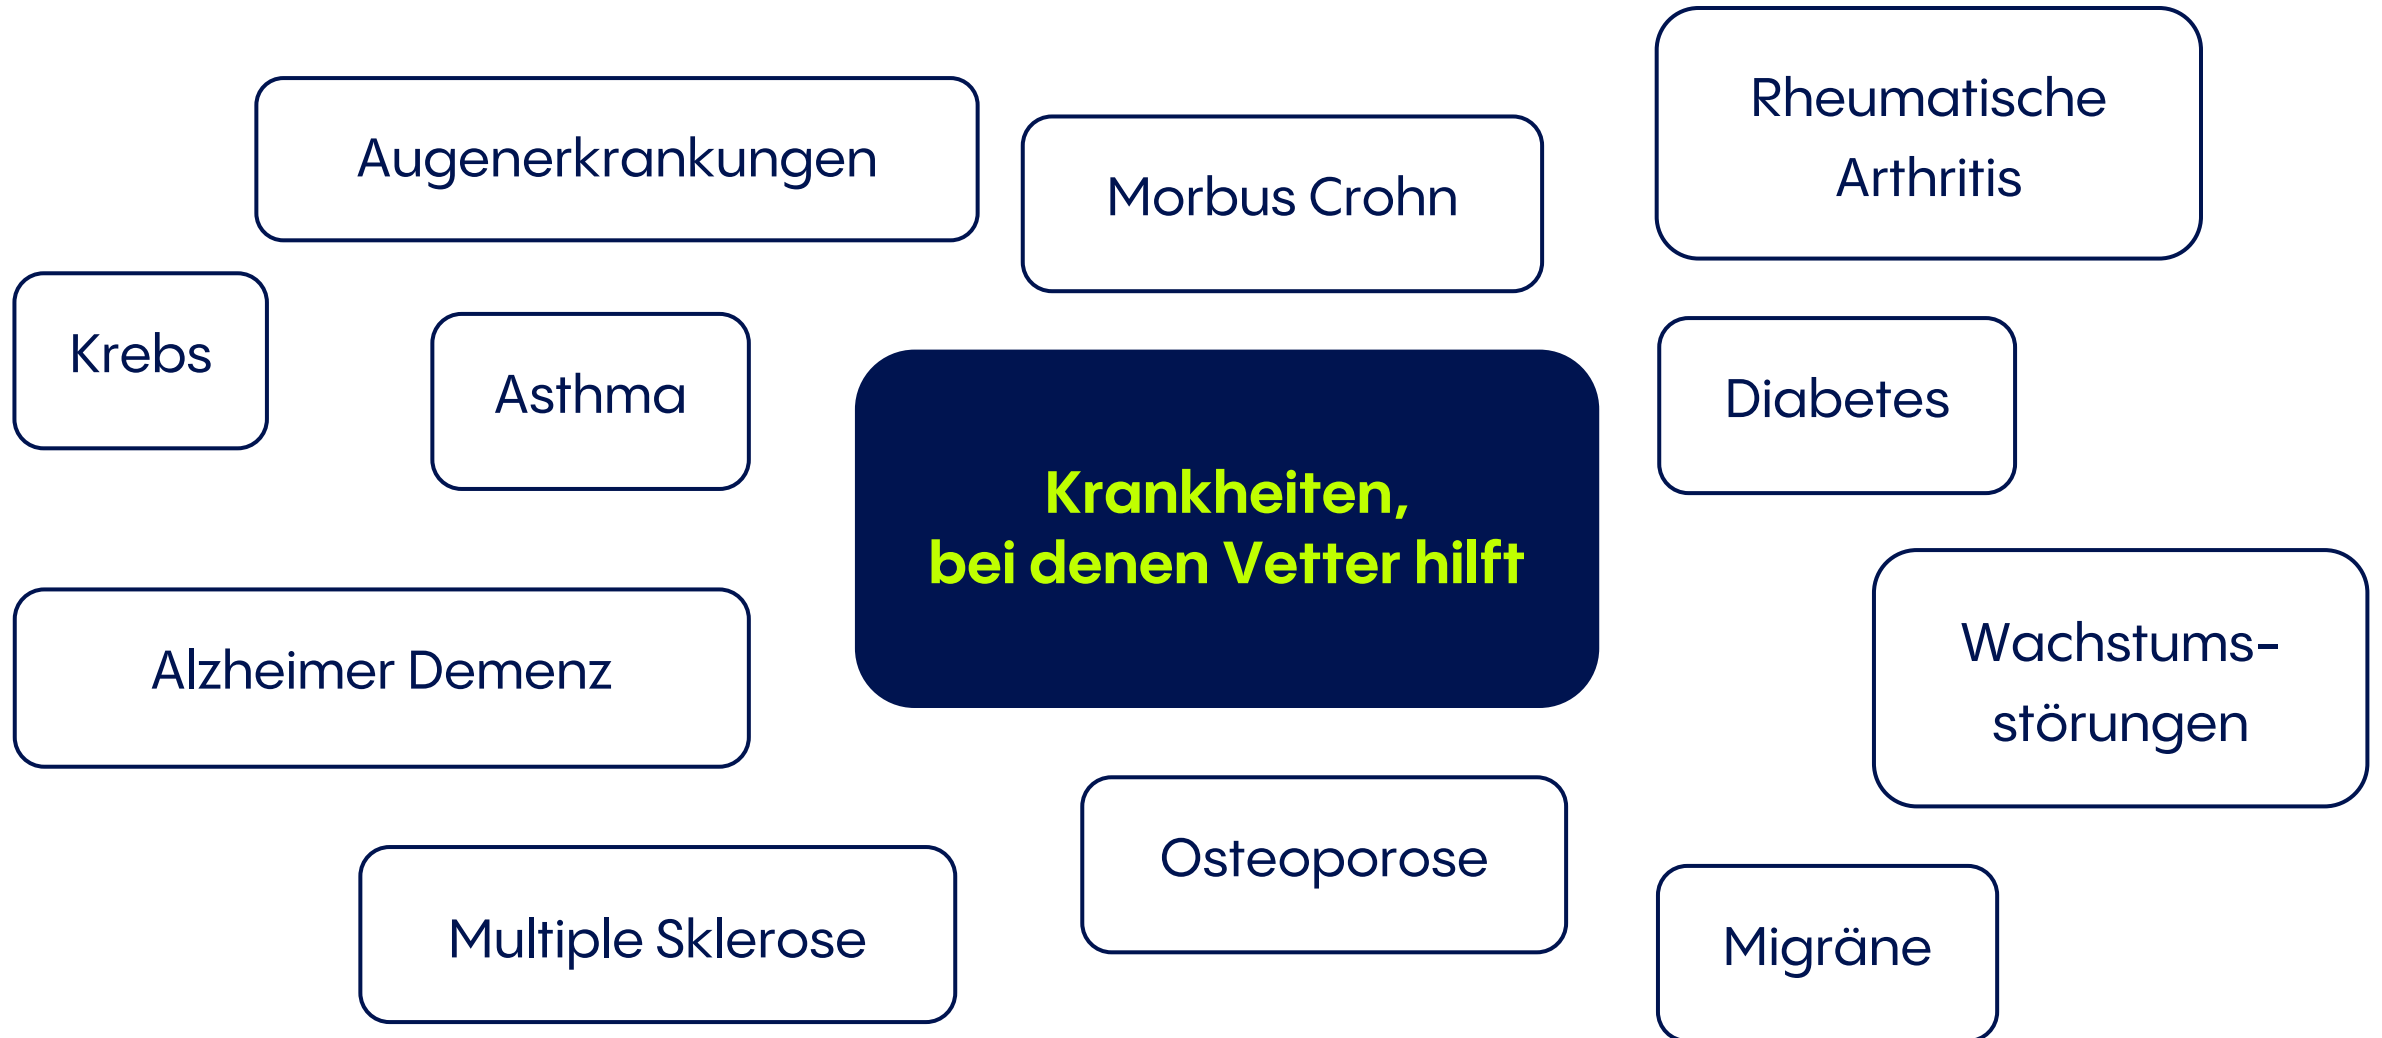 Rheumatische
Arthritis
Augenerkrankungen
Morbus Crohn
Krebs
Asthma
Diabetes
Krankheiten,
bei denen Vetter hilft
Alzheimer Demenz
Wachstums-
störungen
Osteoporose
Multiple Sklerose
Migräne